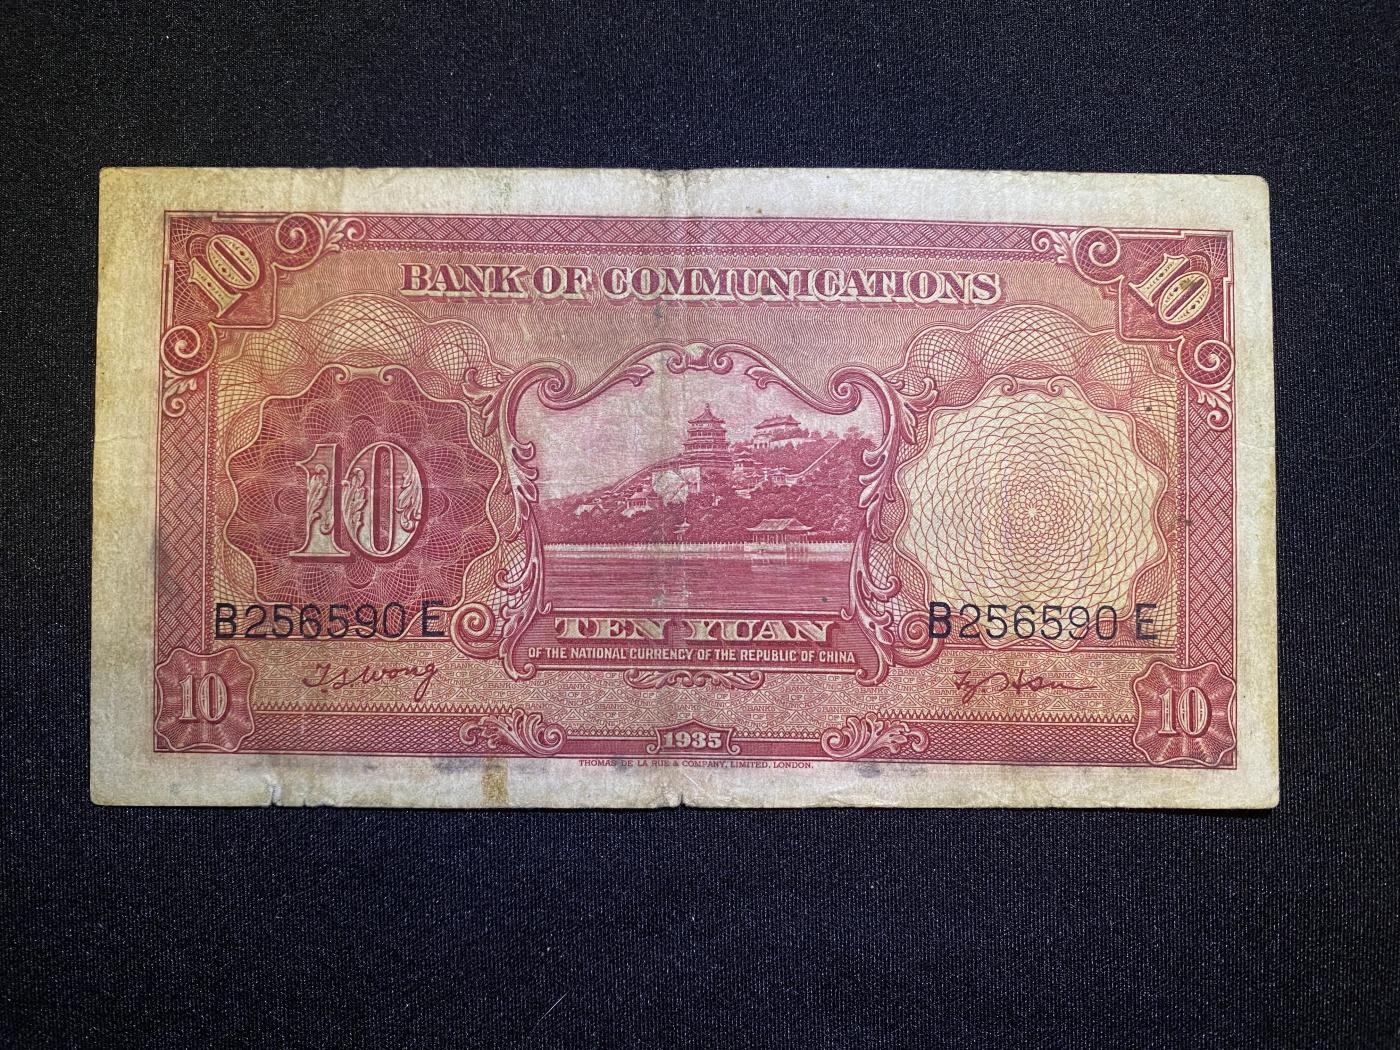 10 10
BANK OF COMMUNICATIONS
10
B256590 E B256590 E
TEN YUAN
OF THE NATIONAL CURRENCY OF THE REPUBLIC OF CHINA
T.S. Wong
10 10
1935
THOMAS DE LA RUE & COMPANY, LIMITED, LONDON.